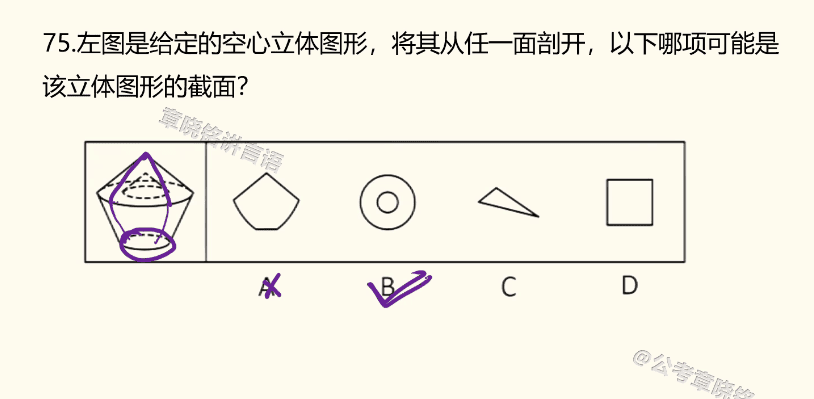 75.左图是给定的空心立体图形，将其从任一面剖开，以下哪项可能是
该立体图形的截面？
章晓铭讲言语
A
B
C
D
@公考章晓铭